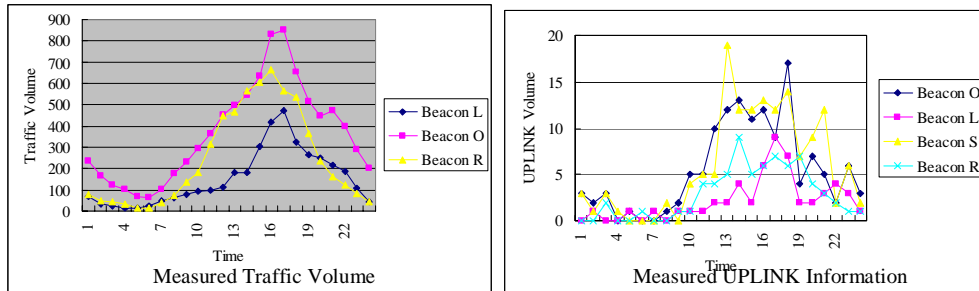 900
800
700
600
500
400
300
200
100
0
Traffic Volume
1
4
7
10
13
16
19
22
Time
Beacon L
Beacon O
Beacon R
Measured Traffic Volume
20
15
10
5
0
UPLINK Volume
1
4
7
10
13
16
19
22
Time
Beacon O
Beacon L
Beacon S
Beacon R
Measured UPLINK Information